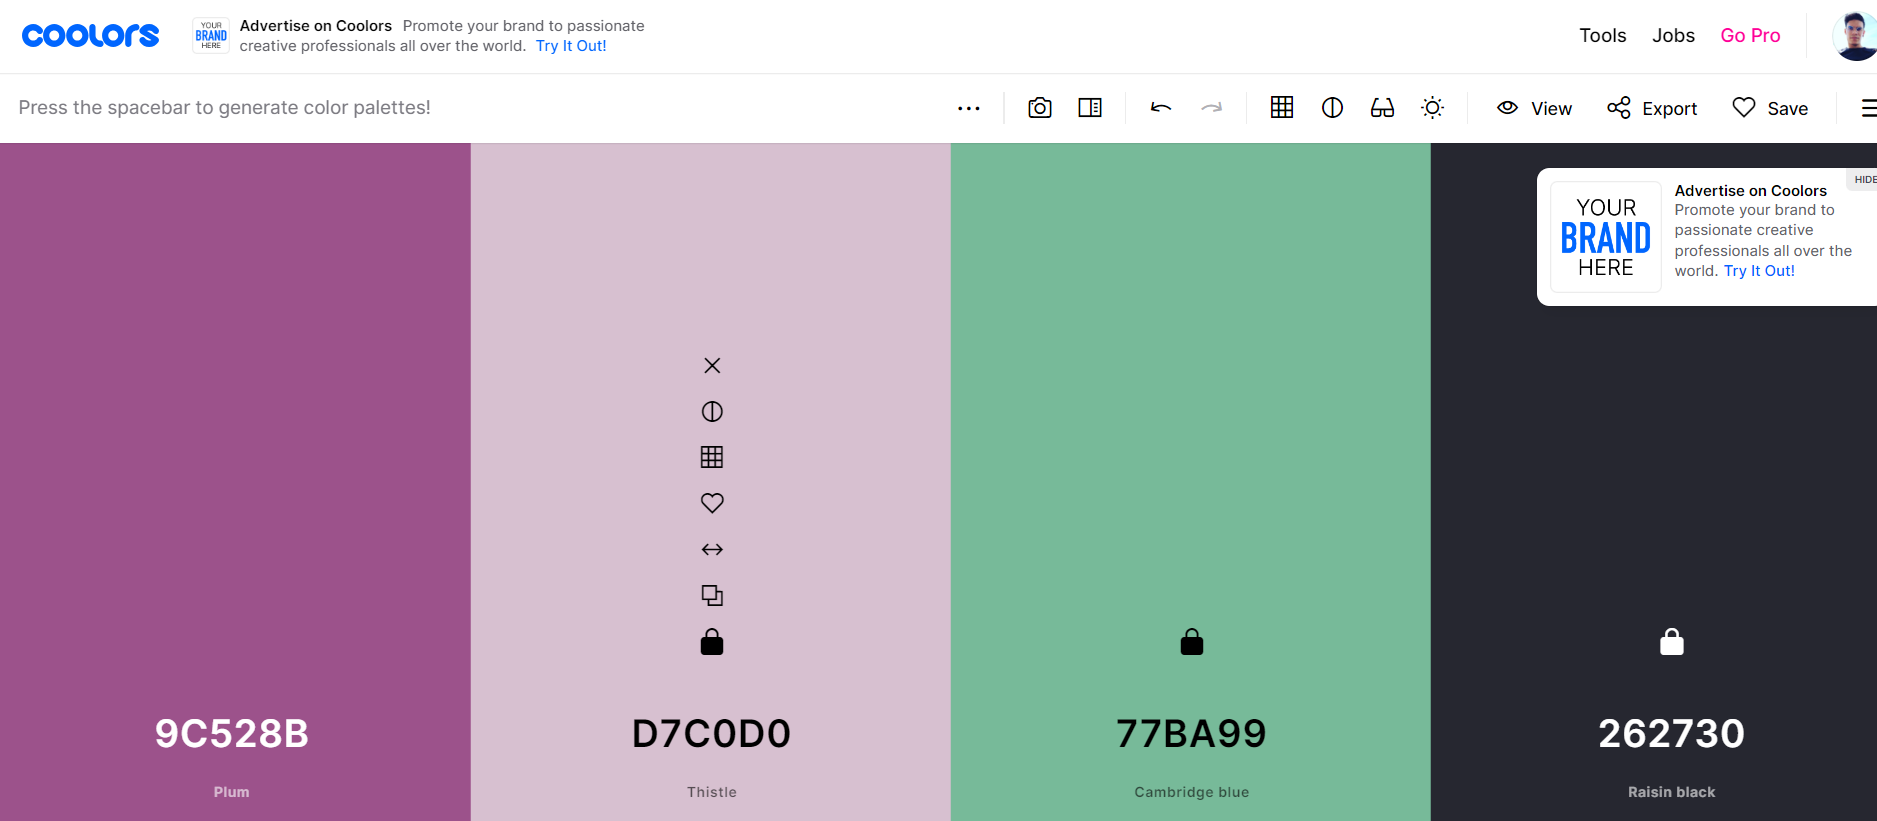 coolors
YOUR
BRAND
HERE
Advertise on Coolors Promote your brand to passionate
creative professionals all over the world. Try It Out!
Tools Jobs Go Pro
Press the spacebar to generate color palettes!
View Export Save
HIDE
YOUR
BRAND
HERE
Advertise on Coolors
Promote your brand to
passionate creative
professionals all over the
world. Try It Out!
9C528B
Plum
D7C0D0
Thistle
77BA99
Cambridge blue
262730
Raisin black